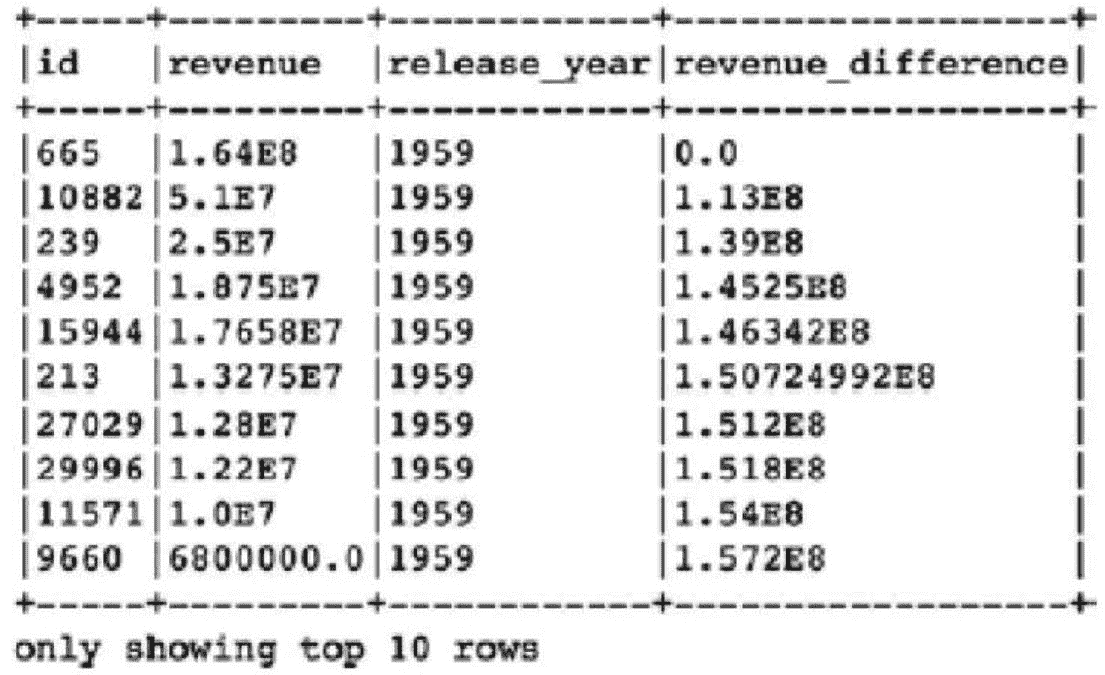 +-----+---------+------------+------------------+
|id   |revenue  |release_year|revenue_difference|
+-----+---------+------------+------------------+
|665  |1.64E8   |1959        |0.0               |
|10882|5.1E7    |1959        |1.13E8            |
|239  |2.5E7    |1959        |1.39E8            |
|4952 |1.875E7  |1959        |1.4525E8          |
|15944|1.7658E7 |1959        |1.46342E8         |
|213  |1.3275E7 |1959        |1.50724992E8      |
|27029|1.28E7   |1959        |1.512E8           |
|29996|1.22E7   |1959        |1.518E8           |
|11571|1.0E7    |1959        |1.54E8            |
|9660 |6800000.0|1959        |1.572E8           |
+-----+---------+------------+------------------+
only showing top 10 rows